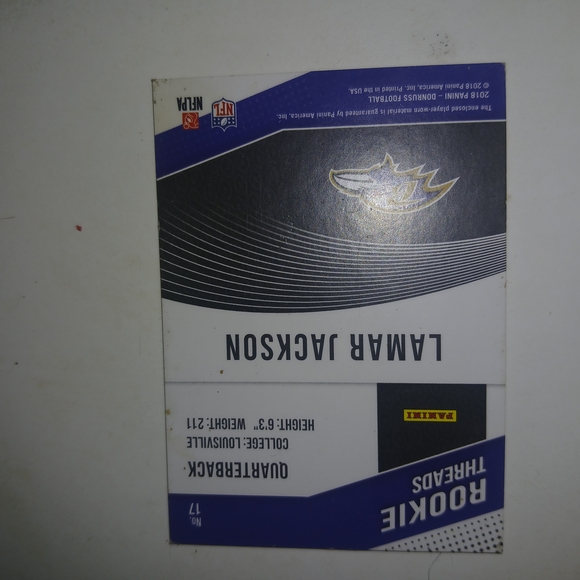 ROOKIE
THREADS
No.
17
QUARTERBACK
COLLEGE: LOUISVILLE
HEIGHT: 6'3" WEIGHT: 211
PANINI
LAMAR JACKSON
The enclosed player-worn material is guaranteed by Panini America, Inc.
2018 PANINI – DONRUSS FOOTBALL
© 2018 Panini America, Inc. Printed in the USA.
NFL
NFLPA